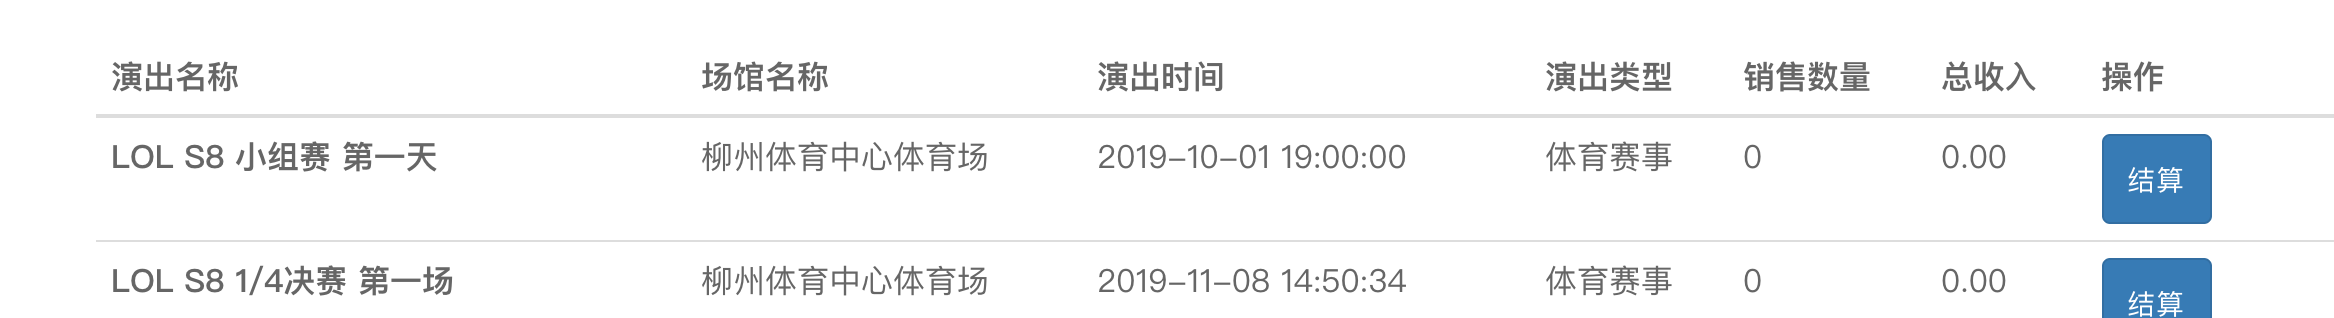 演出名称 场馆名称 演出时间 演出类型 销售数量 总收入 操作
LOL S8 小组赛 第一天 柳州体育中心体育场 2019-10-01 19:00:00 体育赛事 0 0.00 结算
LOL S8 1/4决赛 第一场 柳州体育中心体育场 2019-11-08 14:50:34 体育赛事 0 0.00 结算